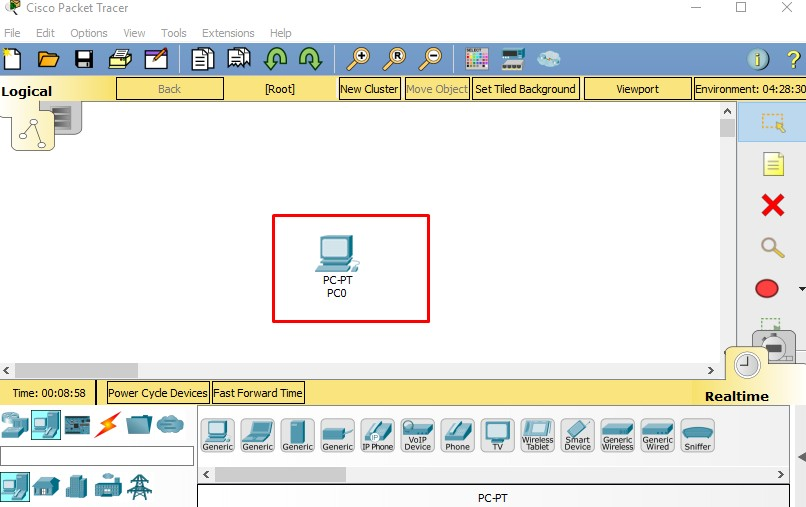 Cisco Packet Tracer
File Edit Options View Tools Extensions Help
Logical Back [Root] New Cluster Move Object Set Tiled Background Viewport Environment: 04:28:30
PC-PT
PC0
Time: 00:08:58 Power Cycle Devices Fast Forward Time Realtime
Generic Generic Generic Generic IP Phone VoIP Device Phone TV Wireless Tablet Smart Device Generic Wireless Generic Wired Sniffer
PC-PT